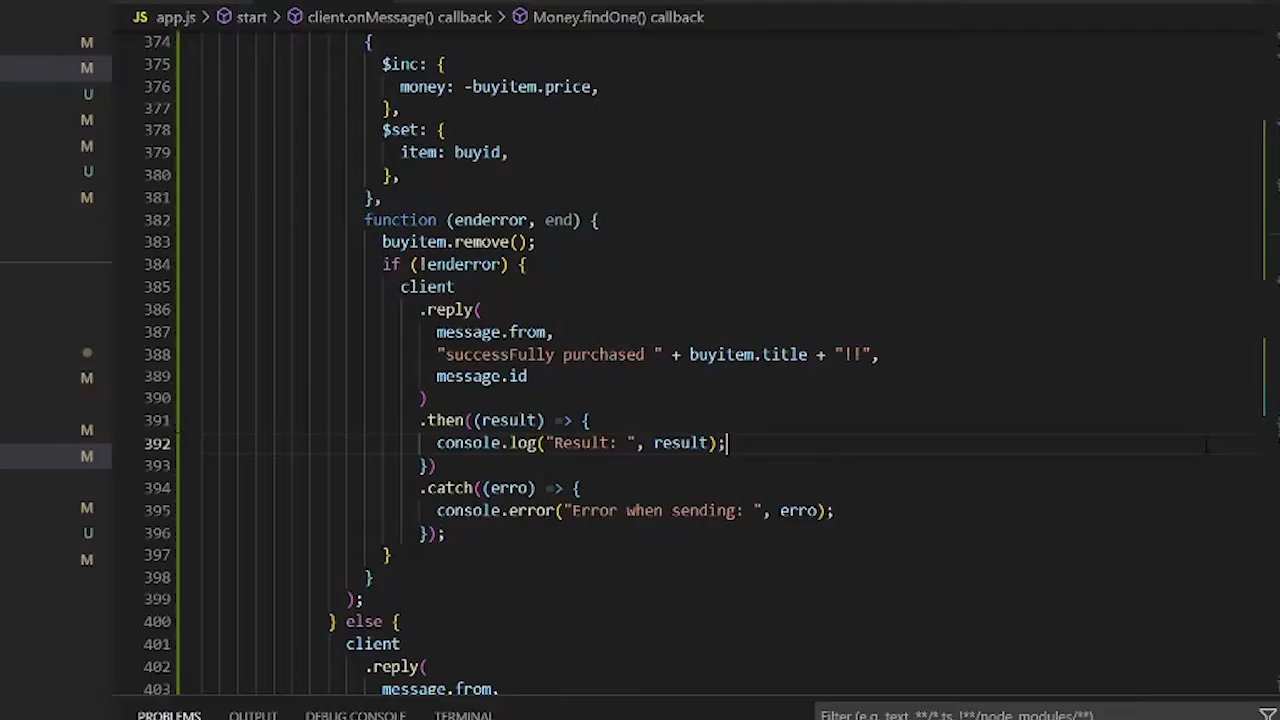 JS app.js > start > client.onMessage() callback > Money.findOne() callback
M
M
U
M
M
U
M
M
M
M
M
U
M
374 {
375 $inc: {
376 money: -buyitem.price,
377 },
378 $set: {
379 item: buyid,
380 },
381 },
382 function (enderror, end) {
383 buyitem.remove();
384 if (!enderror) {
385 client
386 .reply(
387 message.from,
388 "successFully purchased " + buyitem.title + "!!",
389 message.id
390 )
391 .then((result) => {
392 console.log("Result: ", result);
393 })
394 .catch((erro) => {
395 console.error("Error when sending: ", erro);
396 });
397 }
398 }
399 );
400 } else {
401 client
402 .reply(
403 message.from,
PROBLEMS OUTPUT DEBUG CONSOLE TERMINAL Filter (e.g. text, **/*.ts, !**/node_modules/**)